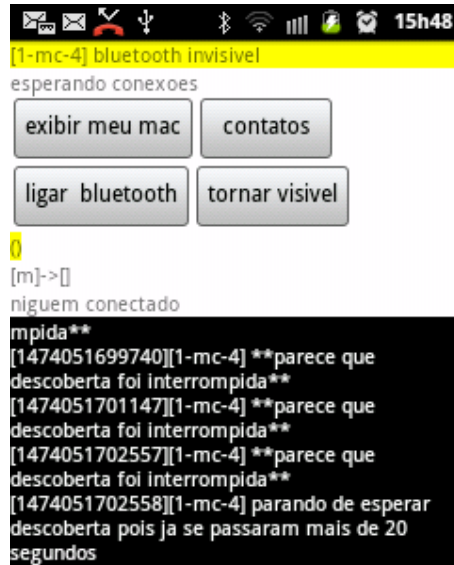 15h48
[1-mc-4] bluetooth invisivel
esperando conexoes
exibir meu mac contatos
ligar bluetooth tornar visivel
()
[m]->[]
niguem conectado
mpida**
[1474051699740][1-mc-4] **parece que
descoberta foi interrompida**
[1474051701147][1-mc-4] **parece que
descoberta foi interrompida**
[1474051702557][1-mc-4] **parece que
descoberta foi interrompida**
[1474051702558][1-mc-4] parando de esperar
descoberta pois ja se passaram mais de 20
segundos